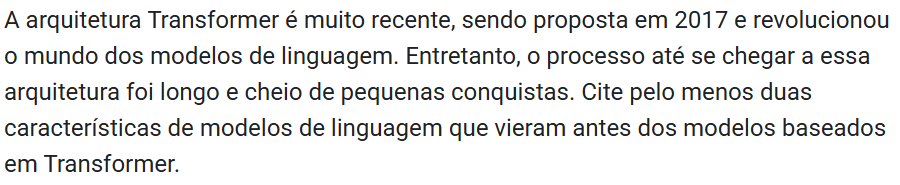 A arquitetura Transformer é muito recente, sendo proposta em 2017 e revolucionou
o mundo dos modelos de linguagem. Entretanto, o processo até se chegar a essa
arquitetura foi longo e cheio de pequenas conquistas. Cite pelo menos duas
características de modelos de linguagem que vieram antes dos modelos baseados
em Transformer.